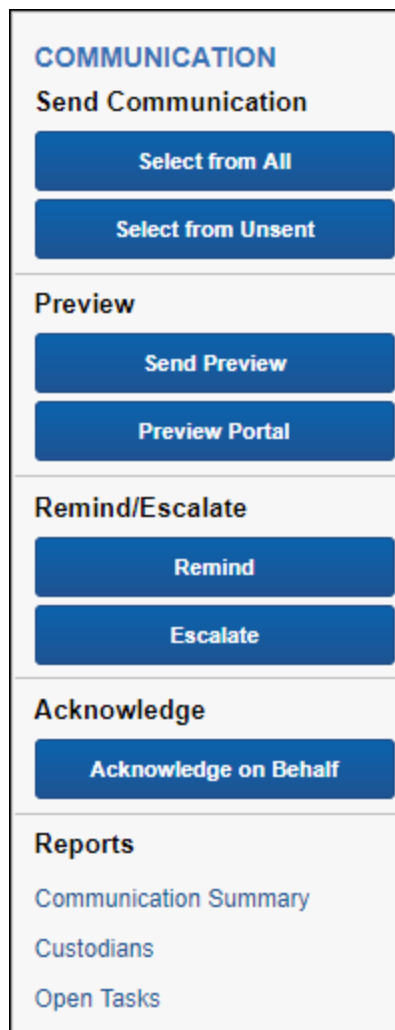 COMMUNICATION
Send Communication
Select from All
Select from Unsent
Preview
Send Preview
Preview Portal
Remind/Escalate
Remind
Escalate
Acknowledge
Acknowledge on Behalf
Reports
Communication Summary
Custodians
Open Tasks